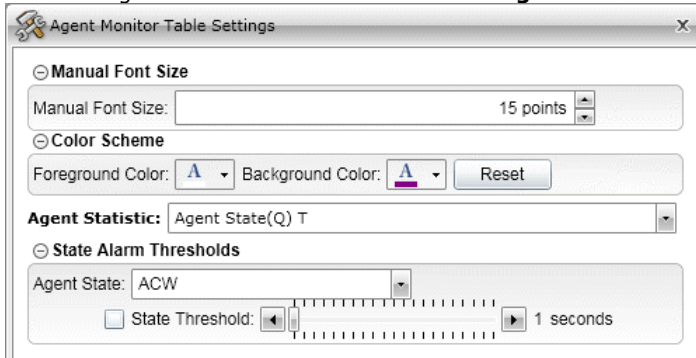 Agent Monitor Table Settings
Manual Font Size
Manual Font Size: 15 points
Color Scheme
Foreground Color: A Background Color: A Reset
Agent Statistic: Agent State(Q) T
State Alarm Thresholds
Agent State: ACW
State Threshold: 1 seconds